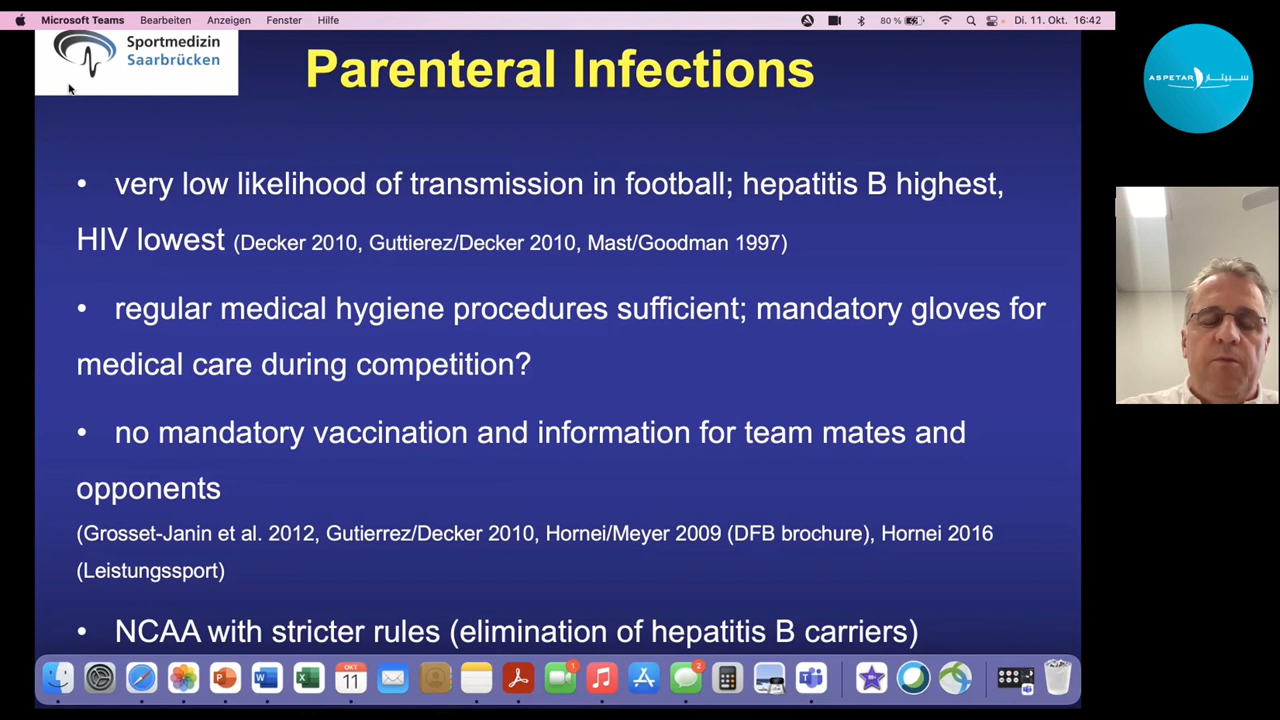 Microsoft Teams Bearbeiten Anzeigen Fenster Hilfe 80 % Di. 11. Okt. 16:42
Sportmedizin
Saarbrücken
Parenteral Infections
ASPETAR سبيتار
• very low likelihood of transmission in football; hepatitis B highest,
HIV lowest (Decker 2010, Guttierez/Decker 2010, Mast/Goodman 1997)
• regular medical hygiene procedures sufficient; mandatory gloves for
medical care during competition?
• no mandatory vaccination and information for team mates and
opponents
(Grosset-Janin et al. 2012, Gutierrez/Decker 2010, Hornei/Meyer 2009 (DFB brochure), Hornei 2016
(Leistungssport)
• NCAA with stricter rules (elimination of hepatitis B carriers)
OKT
11
1
2